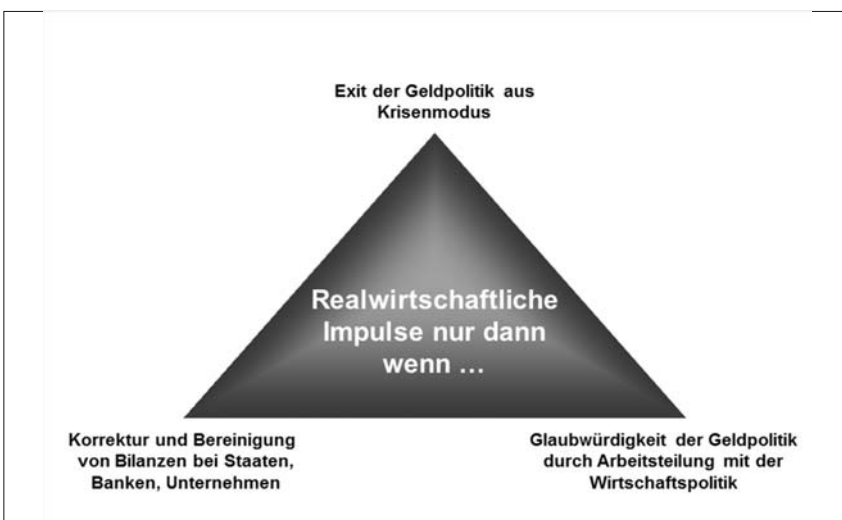 Exit der Geldpolitik aus
Krisenmodus
Realwirtschaftliche
Impulse nur dann
wenn ...
Korrektur und Bereinigung
von Bilanzen bei Staaten,
Banken, Unternehmen
Glaubwürdigkeit der Geldpolitik
durch Arbeitsteilung mit der
Wirtschaftspolitik